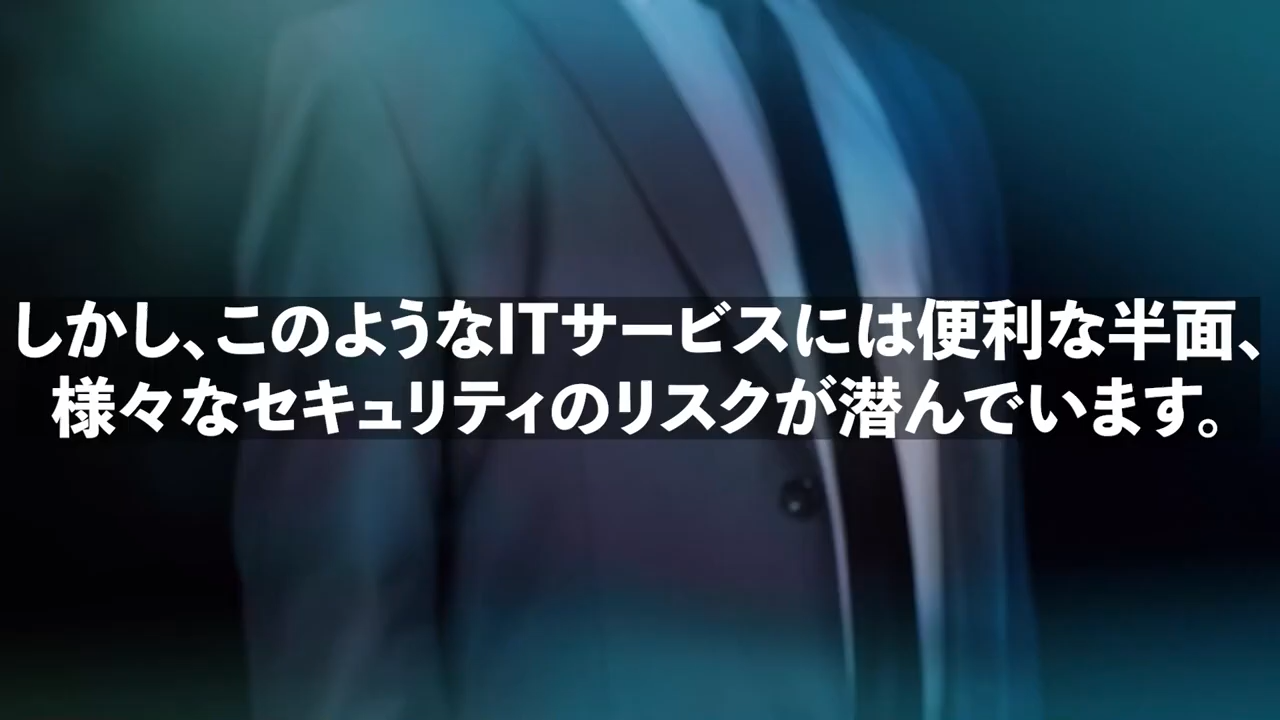 しかし、このようなITサービスには便利な半面、
様々なセキュリティのリスクが潜んでいます。